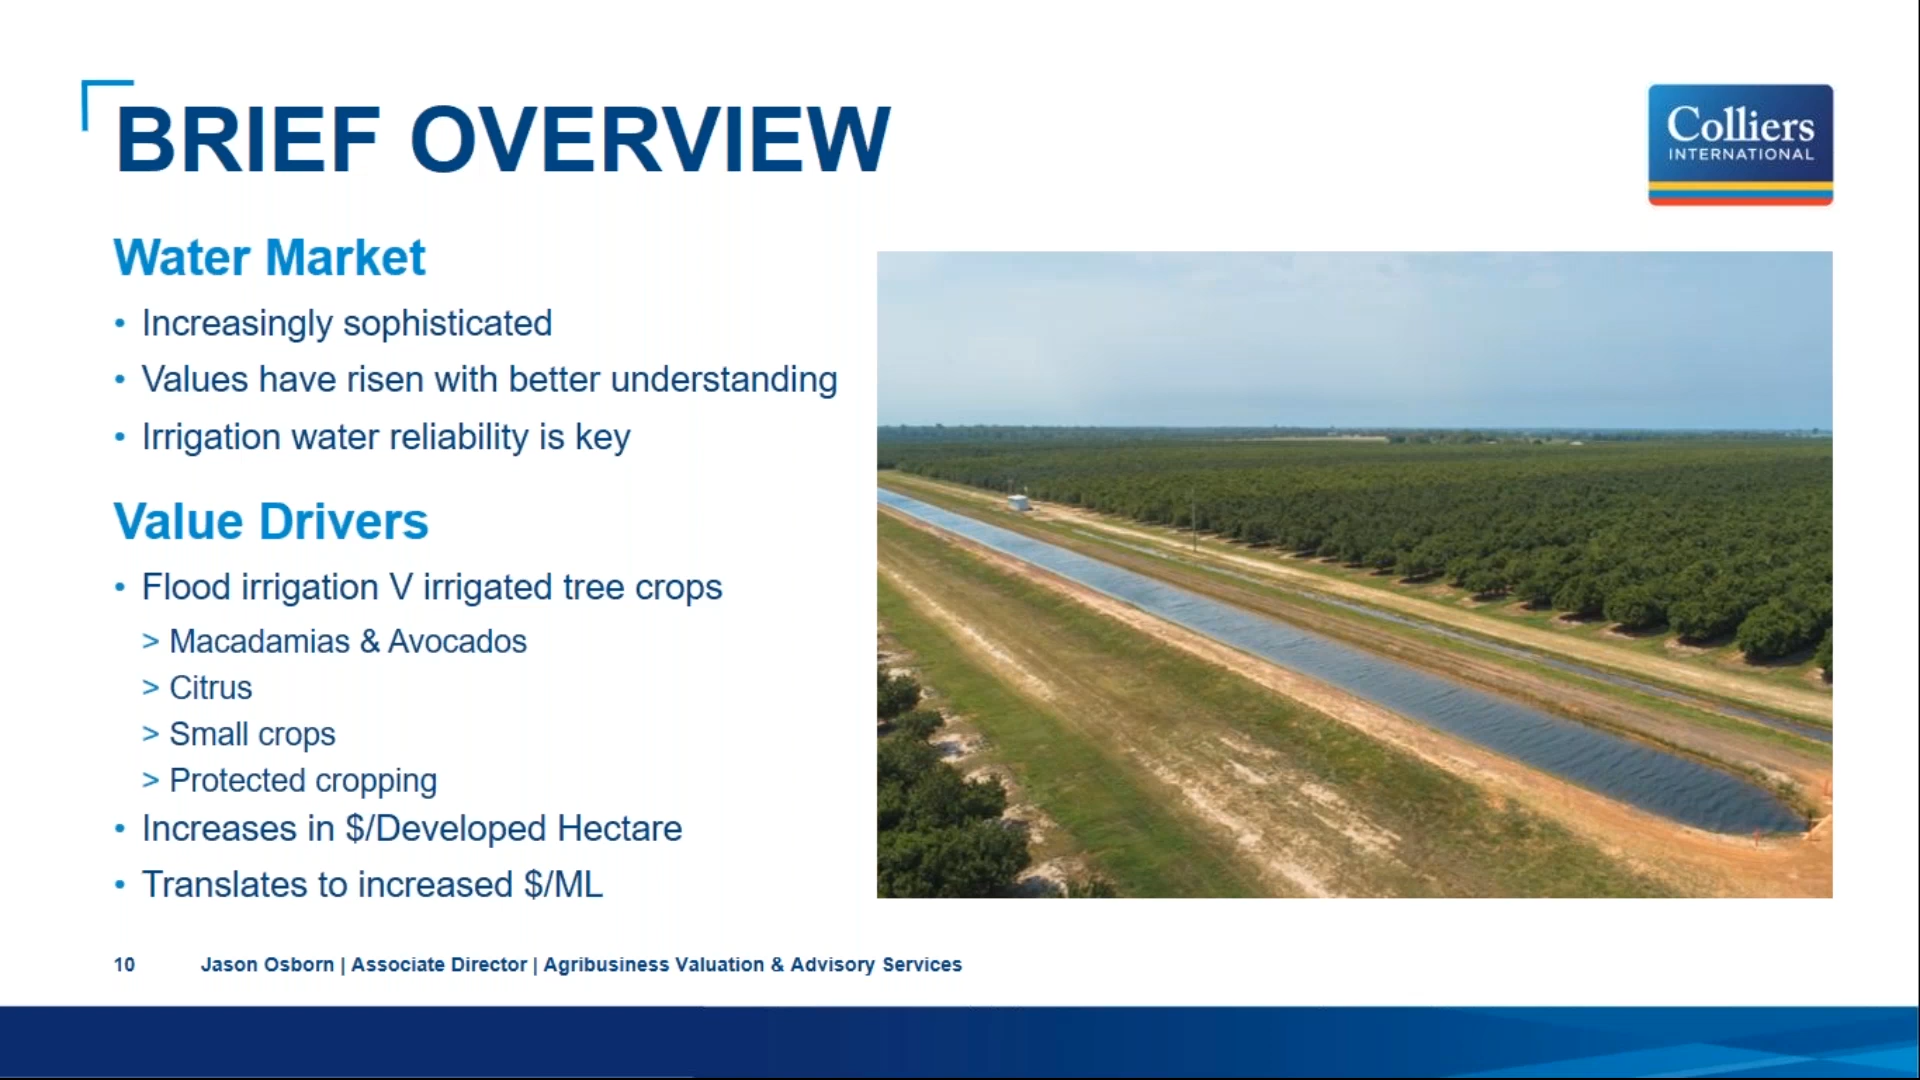 BRIEF OVERVIEW
Colliers
INTERNATIONAL
Water Market
• Increasingly sophisticated
• Values have risen with better understanding
• Irrigation water reliability is key
Value Drivers
• Flood irrigation V irrigated tree crops
> Macadamias & Avocados
> Citrus
> Small crops
> Protected cropping
• Increases in $/Developed Hectare
• Translates to increased $/ML
10 Jason Osborn | Associate Director | Agribusiness Valuation & Advisory Services